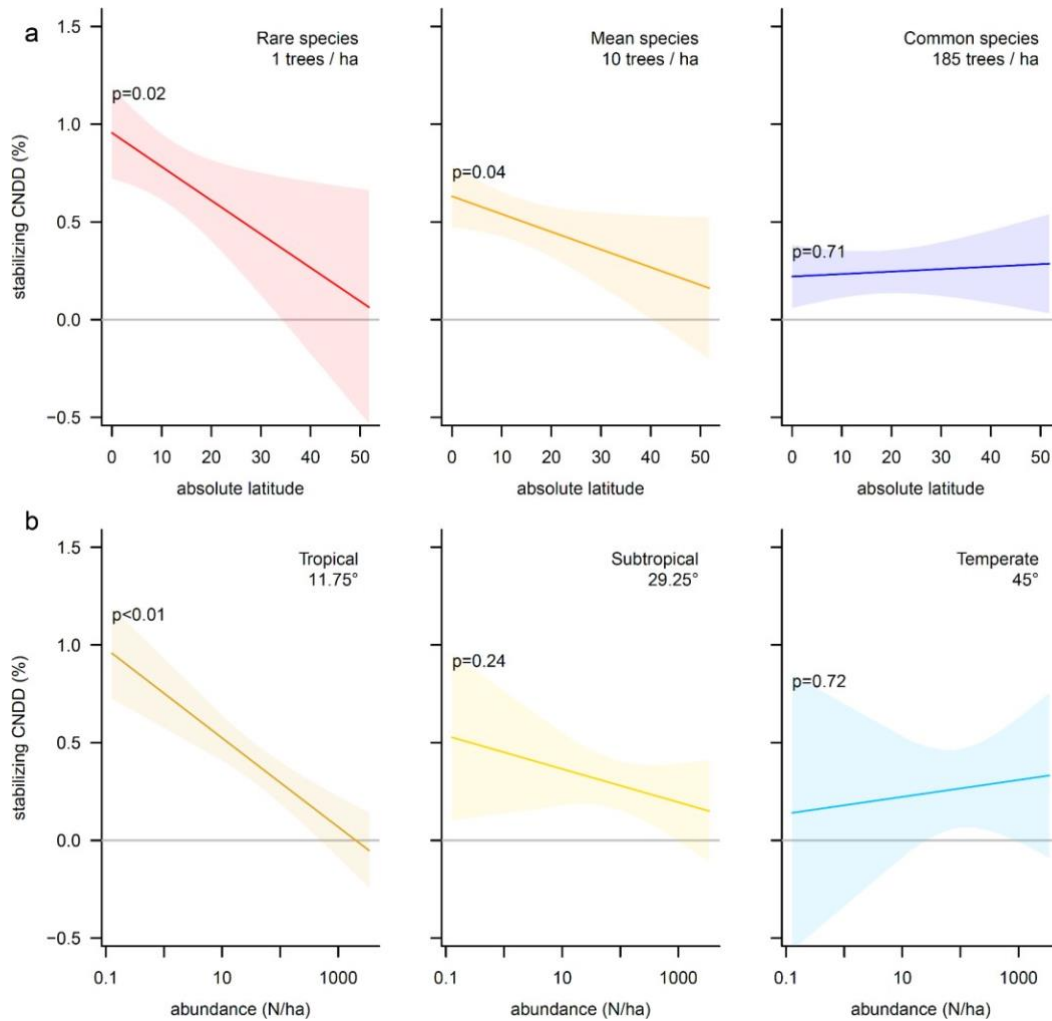 a
Rare species
1 trees / ha
Mean species
10 trees / ha
Common species
185 trees / ha
p=0.02
p=0.04
p=0.71
stabilizing CNDD (%)
1.5
1.0
0.5
0.0
−0.5
0 10 20 30 40 50
0 10 20 30 40 50
0 10 20 30 40 50
absolute latitude
absolute latitude
absolute latitude
b
Tropical
11.75°
Subtropical
29.25°
Temperate
45°
p<0.01
p=0.24
p=0.72
stabilizing CNDD (%)
1.5
1.0
0.5
0.0
−0.5
0.1 10 1000
0.1 10 1000
0.1 10 1000
abundance (N/ha)
abundance (N/ha)
abundance (N/ha)